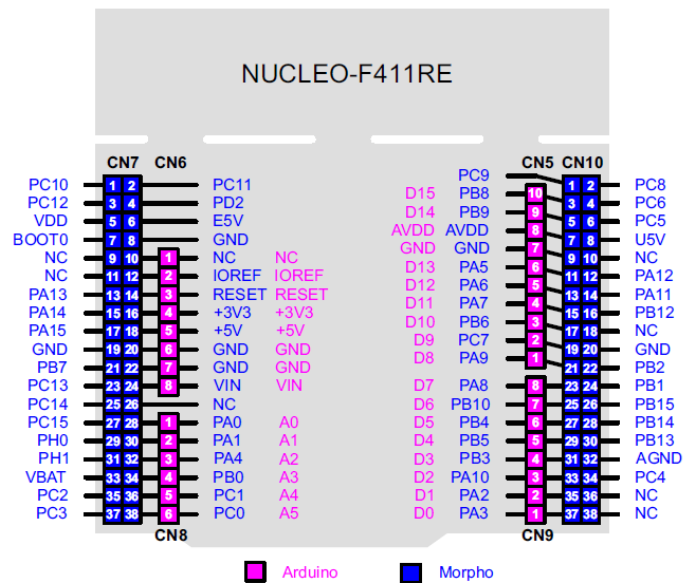 NUCLEO-F411RE
CN7 CN6 CN5 CN10
PC9
PC10 1 2 PC11 1 2 PC8
PC12 3 4 PD2 D15 PB8 10 3 4 PC6
VDD 5 6 E5V D14 PB9 9 5 6 PC5
BOOT0 7 8 GND AVDD AVDD 8 7 8 U5V
NC 9 10 1 NC NC GND GND 7 9 10 NC
NC 11 12 2 IOREF IOREF D13 PA5 6 11 12 PA12
PA13 13 14 3 RESET RESET D12 PA6 5 13 14 PA11
PA14 15 16 4 +3V3 +3V3 D11 PA7 4 15 16 PB12
PA15 17 18 5 +5V +5V D10 PB6 3 17 18 NC
GND 19 20 6 GND GND D9 PC7 2 19 20 GND
PB7 21 22 7 GND GND D8 PA9 1 21 22 PB2
PC13 23 24 8 VIN VIN D7 PA8 8 23 24 PB1
PC14 25 26 NC D6 PB10 7 25 26 PB15
PC15 27 28 1 PA0 A0 D5 PB4 6 27 28 PB14
PH0 29 30 2 PA1 A1 D4 PB5 5 29 30 PB13
PH1 31 32 3 PA4 A2 D3 PB3 4 31 32 AGND
VBAT 33 34 4 PB0 A3 D2 PA10 3 33 34 PC4
PC2 35 36 5 PC1 A4 D1 PA2 2 35 36 NC
PC3 37 38 6 PC0 A5 D0 PA3 1 37 38 NC
CN8 CN9
Arduino Morpho